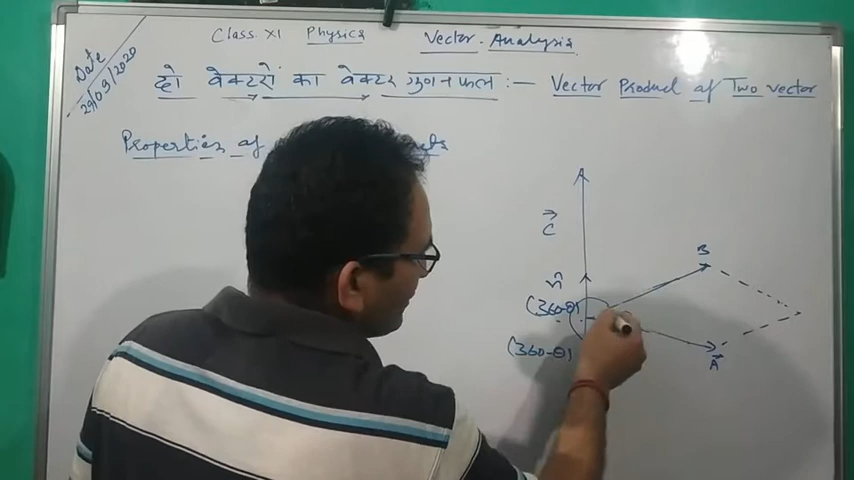 Class XI Physics Vector Analysis
Date
29/09/2020
दो वेक्टरों का वेक्टर गुणनफल :— Vector Product of Two vector
Properties of
A
C
B
n̂
(360-θ)
(360-θ)
A